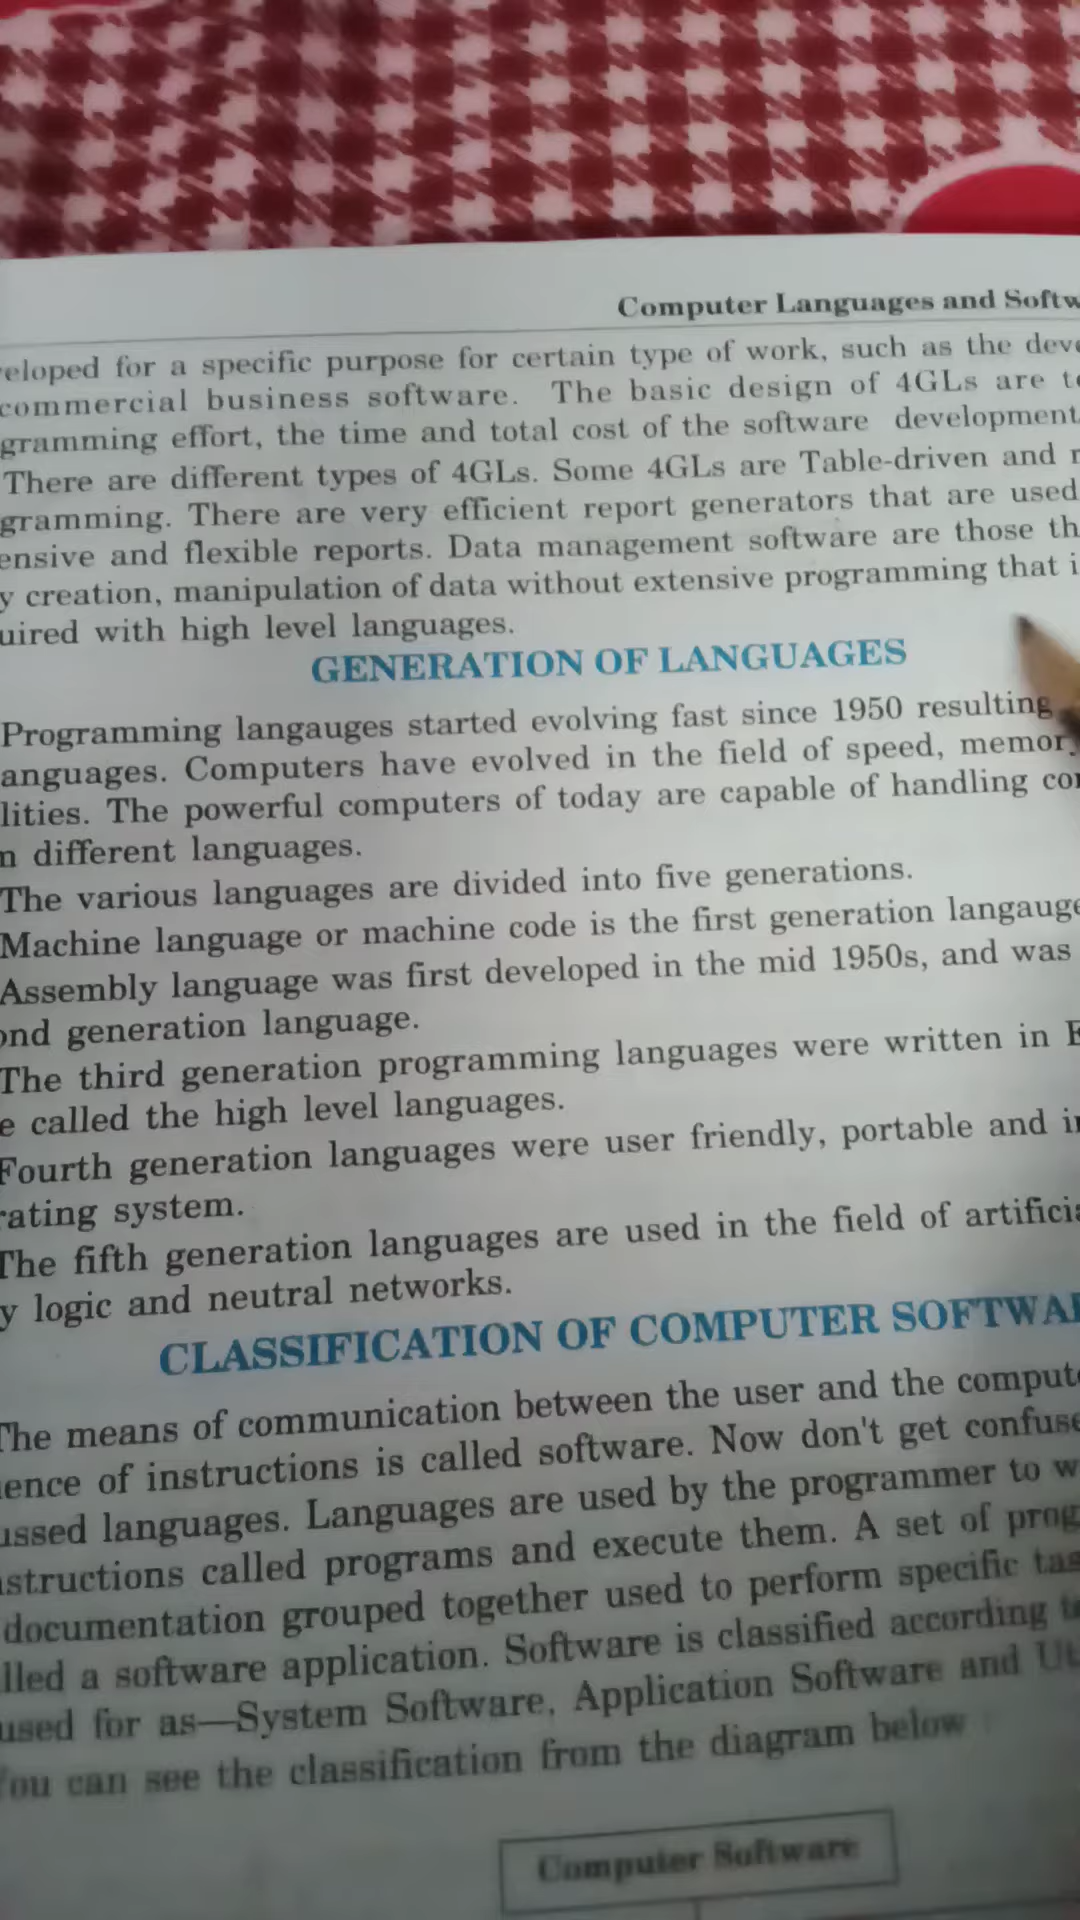 Computer Languages and Softw
veloped for a specific purpose for certain type of work, such as the deve
commercial business software. The basic design of 4GLs are t
gramming effort, the time and total cost of the software development
There are different types of 4GLs. Some 4GLs are Table-driven and
gramming. There are very efficient report generators that are used
ensive and flexible reports. Data management software are those th
y creation, manipulation of data without extensive programming that i
uired with high level languages.
GENERATION OF LANGUAGES
Programming langauges started evolving fast since 1950 resulting
anguages. Computers have evolved in the field of speed, memory
lities. The powerful computers of today are capable of handling co
n different languages.
The various languages are divided into five generations.
Machine language or machine code is the first generation langauge
Assembly language was first developed in the mid 1950s, and was
ond generation language.
The third generation programming languages were written in E
e called the high level languages.
Fourth generation languages were user friendly, portable and i
rating system.
The fifth generation languages are used in the field of artificia
y logic and neutral networks.
CLASSIFICATION OF COMPUTER SOFTWA
The means of communication between the user and the compute
ence of instructions is called software. Now don't get confuse
ussed languages. Languages are used by the programmer to w
structions called programs and execute them. A set of prog
documentation grouped together used to perform specific tas
lled a software application. Software is classified according t
used for as—System Software, Application Software and Ut
You can see the classification from the diagram below
Computer Software